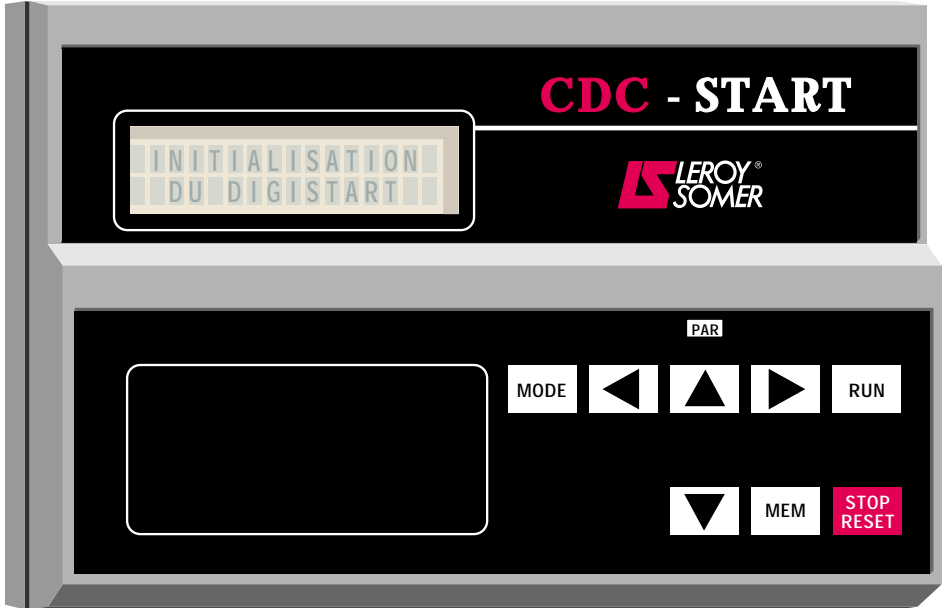 CDC - START
INITIALISATION
DU DIGISTART
LEROY®
SOMER
PAR
MODE
RUN
MEM
STOP
RESET